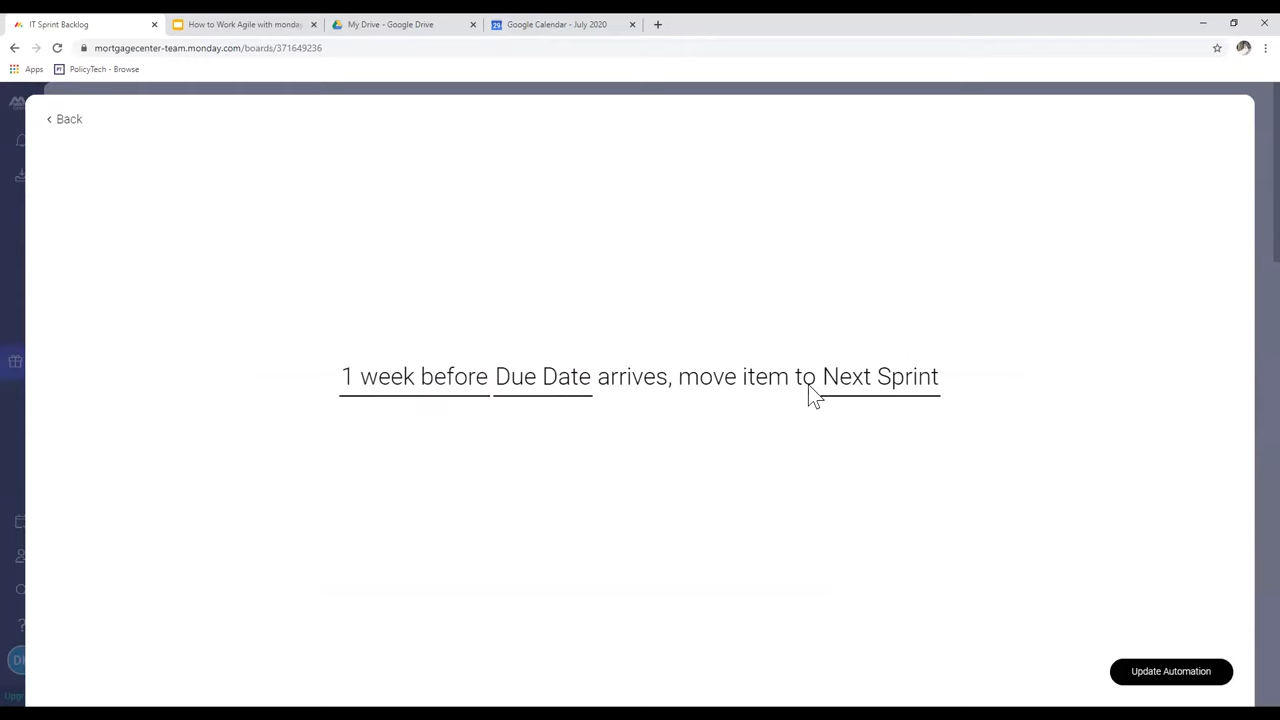 IT Sprint Backlog
How to Work Agile with monday
My Drive - Google Drive
29
Google Calendar - July 2020
mortgagecenter-team.monday.com/boards/371649236
Apps
PT
PolicyTech - Browse
Back
1 week before Due Date arrives, move item to Next Sprint
Update Automation